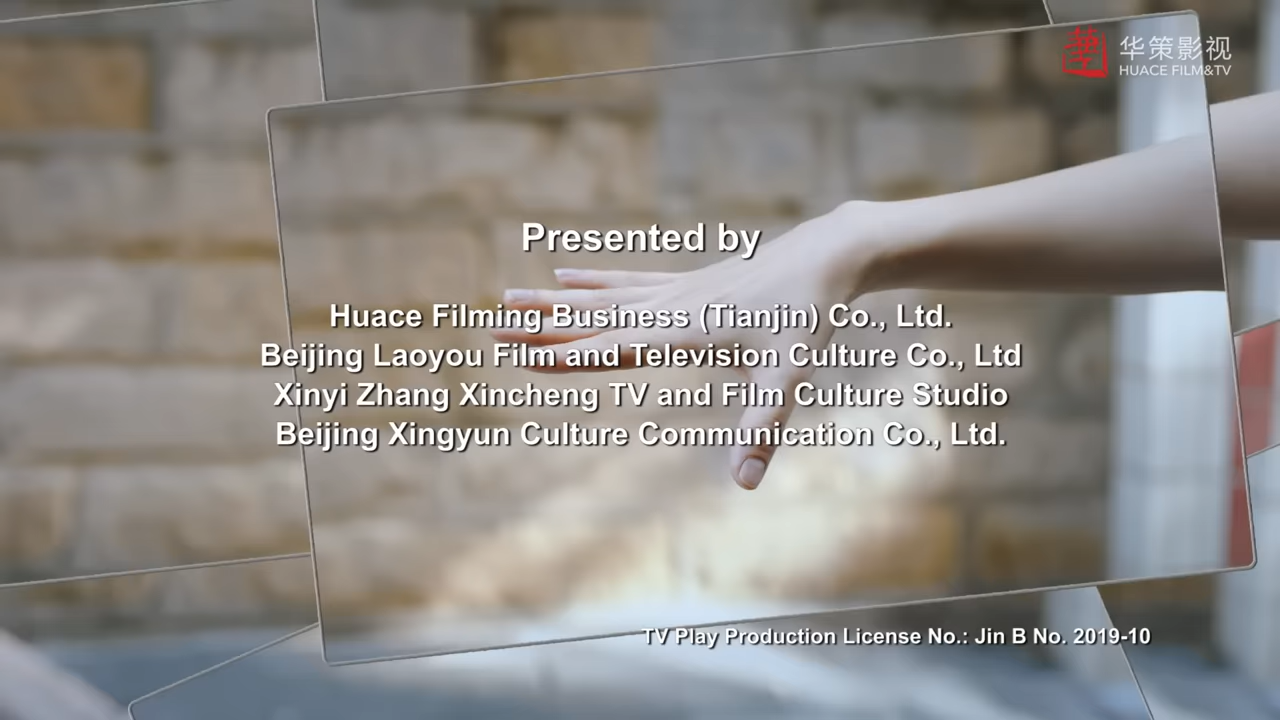 華
华策影视
HUACE FILM&TV
Presented by
Huace Filming Business (Tianjin) Co., Ltd.
Beijing Laoyou Film and Television Culture Co., Ltd
Xinyi Zhang Xincheng TV and Film Culture Studio
Beijing Xingyun Culture Communication Co., Ltd.
TV Play Production License No.: Jin B No. 2019-10